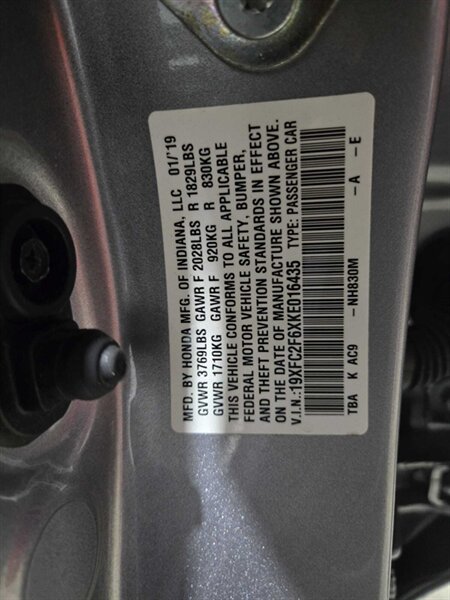 MFD. BY HONDA MFG. OF INDIANA, LLC 01/'19
GVWR 3769LBS GAWR F 2028LBS R 1829LBS
GVWR 1710KG GAWR F 920KG R 830KG
THIS VEHICLE CONFORMS TO ALL APPLICABLE
FEDERAL MOTOR VEHICLE SAFETY, BUMPER,
AND THEFT PREVENTION STANDARDS IN EFFECT
ON THE DATE OF MANUFACTURE SHOWN ABOVE.
V.I.N.:19XFC2F6XKE016435 TYPE: PASSENGER CAR
TBA K AC9 – NH830M – A – E